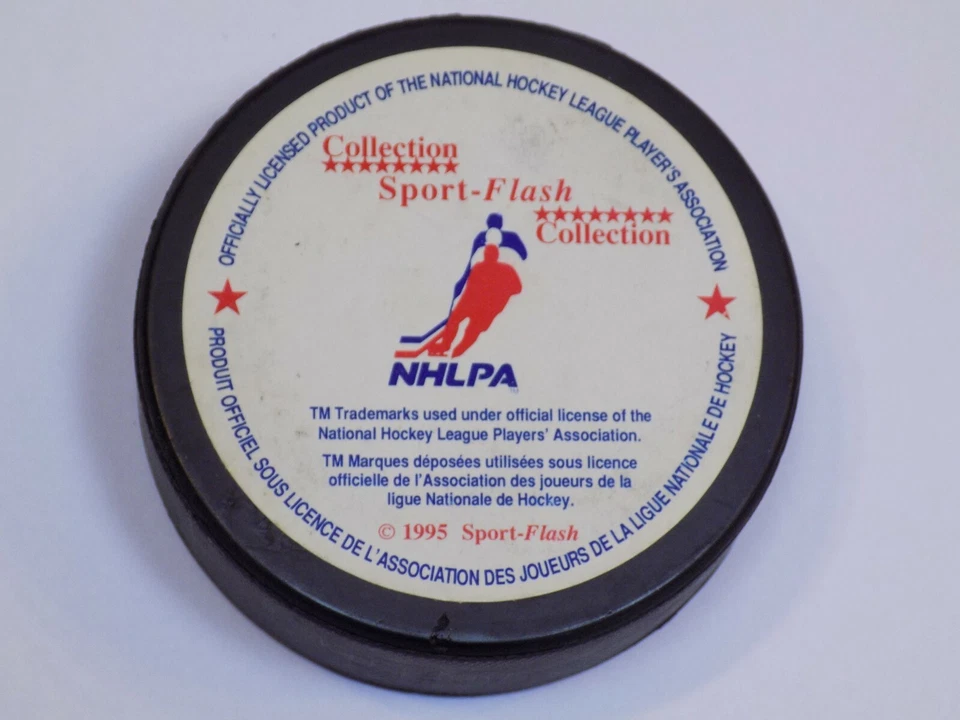 OFFICIALLY LICENSED PRODUCT OF THE NATIONAL HOCKEY LEAGUE PLAYER'S ASSOCIATION
Collection
Sport-Flash
Collection
NHLPA
TM Trademarks used under official license of the
National Hockey League Players' Association.
TM Marques déposées utilisées sous licence
officielle de l'Association des joueurs de la
ligue Nationale de Hockey.
© 1995 Sport-Flash
PRODUIT OFFICIEL SOUS LICENCE DE L'ASSOCIATION DES JOUEURS DE LA LIGUE NATIONALE DE HOCKEY